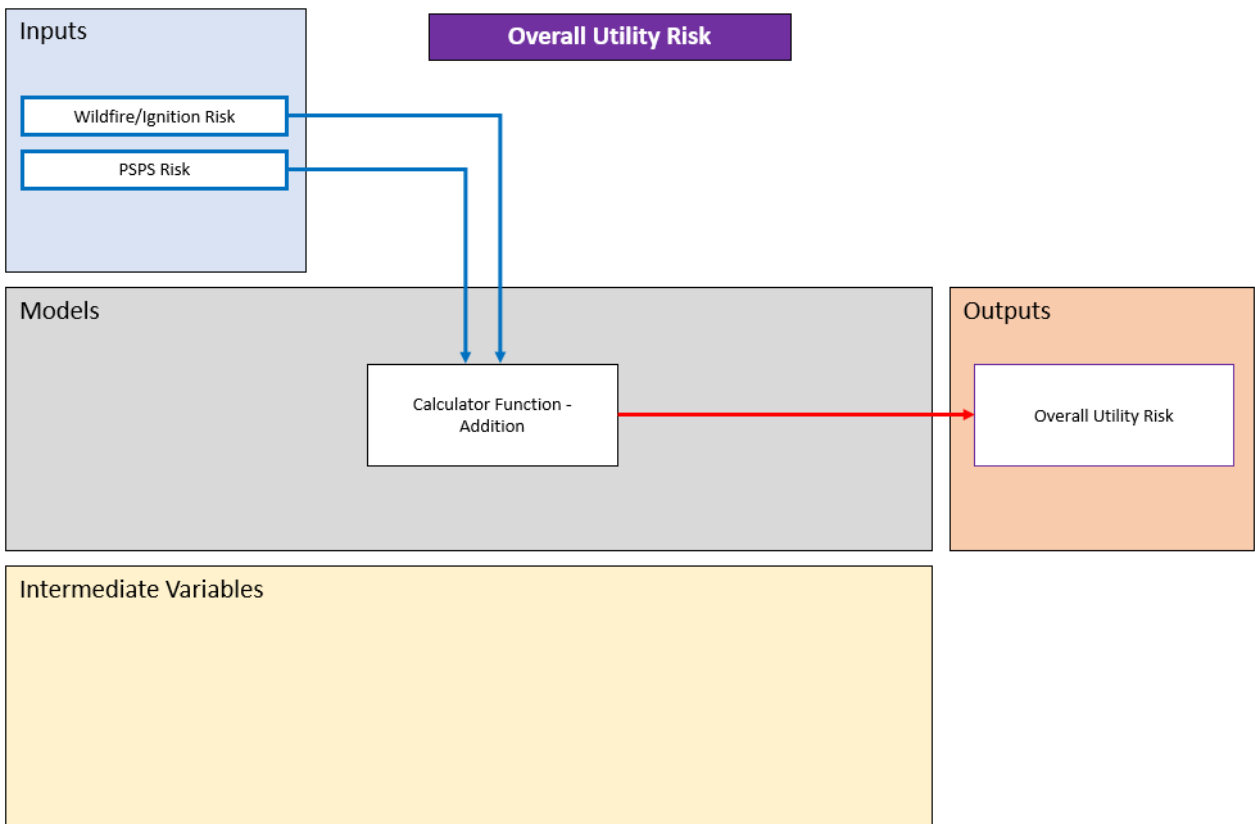 Inputs
Overall Utility Risk
Wildfire/Ignition Risk
PSPS Risk
Models
Calculator Function -
Addition
Outputs
Overall Utility Risk
Intermediate Variables